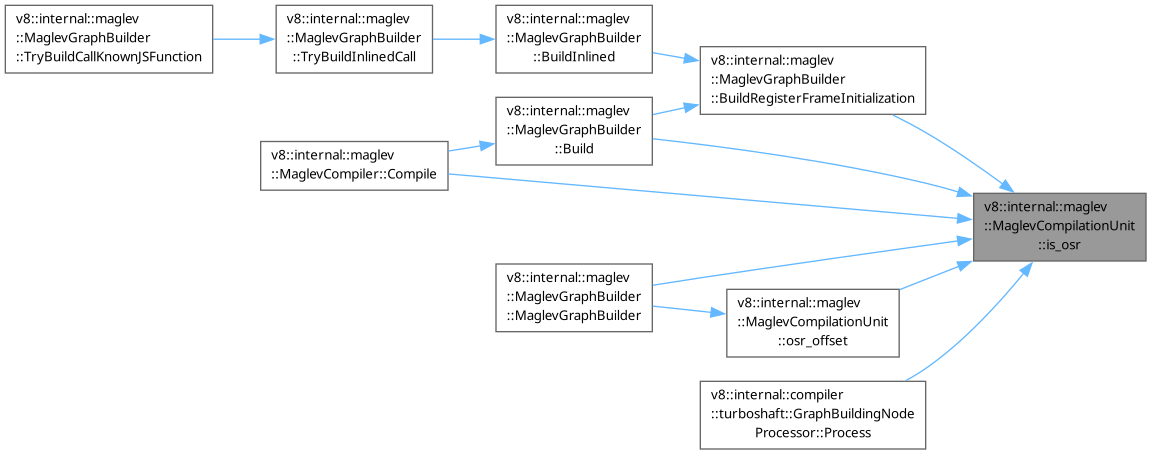 v8::internal::maglev
::MaglevGraphBuilder
::TryBuildCallKnownJSFunction
v8::internal::maglev
::MaglevGraphBuilder
::TryBuildInlinedCall
v8::internal::maglev
::MaglevGraphBuilder
::BuildInlined
v8::internal::maglev
::MaglevGraphBuilder
::BuildRegisterFrameInitialization
v8::internal::maglev
::MaglevGraphBuilder
::Build
v8::internal::maglev
::MaglevCompiler::Compile
v8::internal::maglev
::MaglevCompilationUnit
::is_osr
v8::internal::maglev
::MaglevGraphBuilder
::MaglevGraphBuilder
v8::internal::maglev
::MaglevCompilationUnit
::osr_offset
v8::internal::compiler
::turboshaft::GraphBuildingNode
Processor::Process